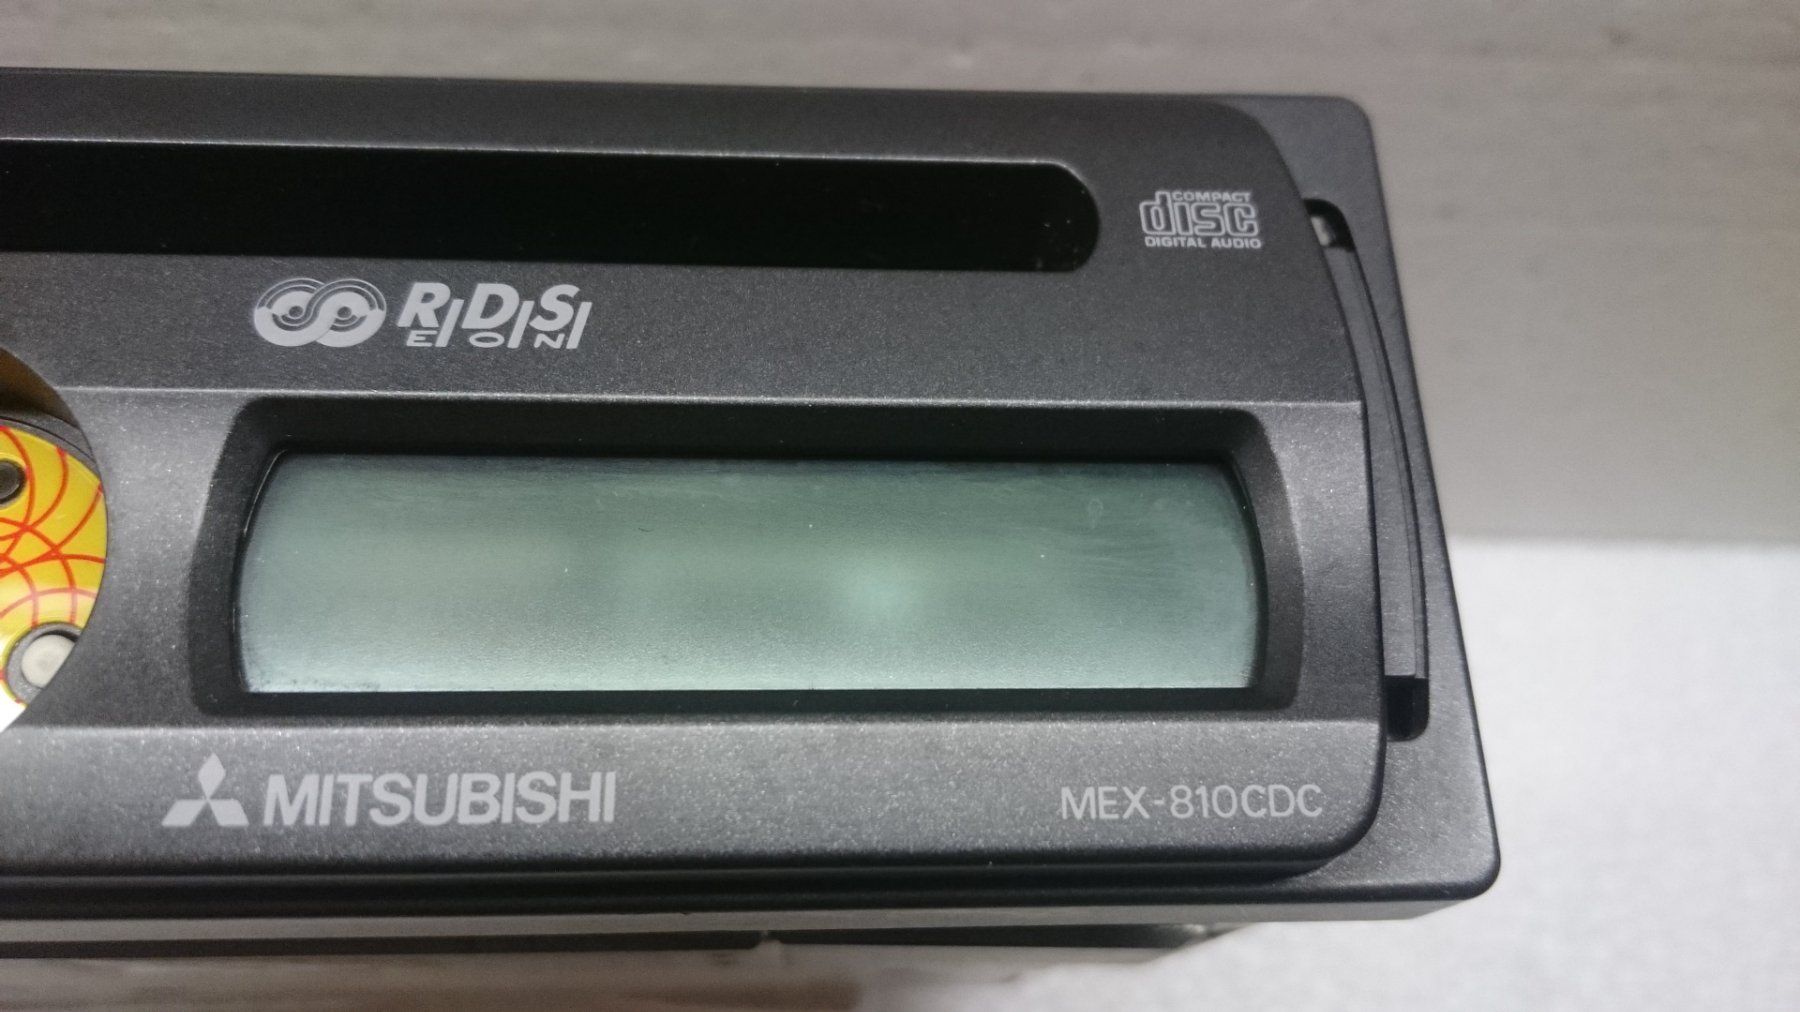 COMPACT
disc
DIGITAL AUDIO
RDS
EON
MITSUBISHI
MEX-810CDC